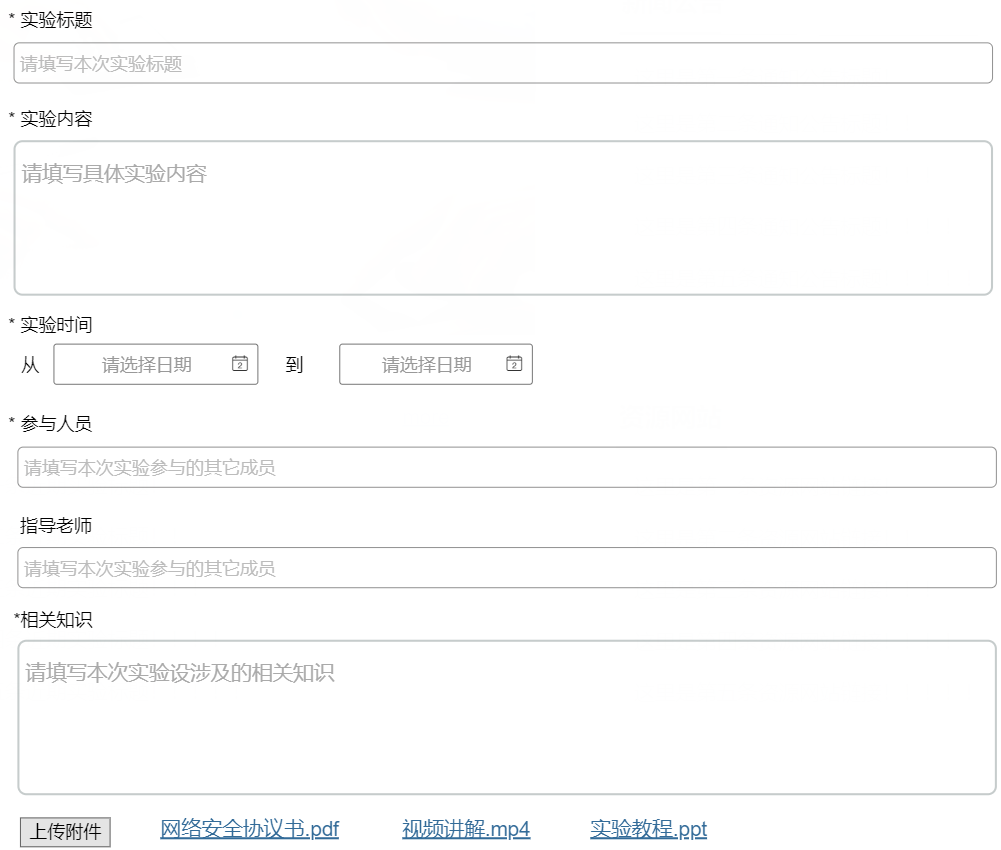 * 实验标题
请填写本次实验标题
* 实验内容
请填写具体实验内容
* 实验时间
从 请选择日期 2 到 请选择日期 2
* 参与人员
请填写本次实验参与的其它成员
指导老师
请填写本次实验参与的其它成员
*相关知识
请填写本次实验设涉及的相关知识
上传附件 网络安全协议书.pdf 视频讲解.mp4 实验教程.ppt